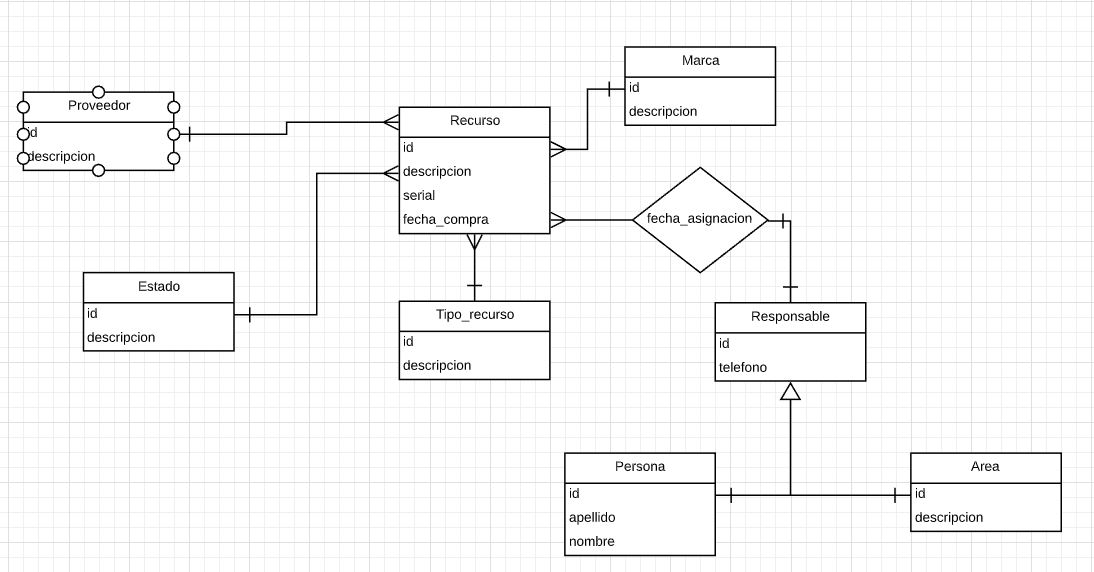 Proveedor
id
descripcion
Recurso
id
descripcion
serial
fecha_compra
Marca
id
descripcion
fecha_asignacion
Estado
id
descripcion
Tipo_recurso
id
descripcion
Responsable
id
telefono
Persona
id
apellido
nombre
Area
id
descripcion